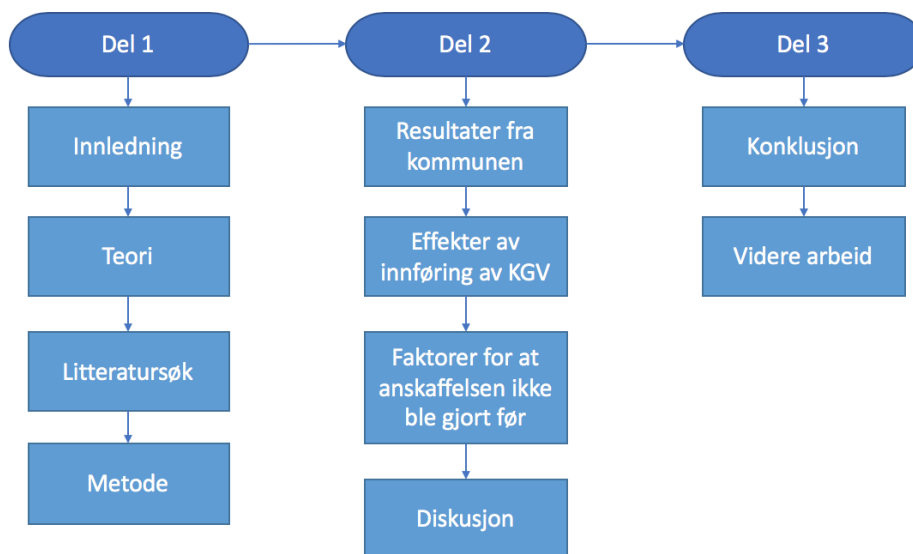 Del 1
Innledning
Teori
Litteratursøk
Metode
Del 2
Resultater fra
kommunen
Effekter av
innføring av KGV
Faktorer for at
anskaffelsen ikke
ble gjort før
Diskusjon
Del 3
Konklusjon
Videre arbeid